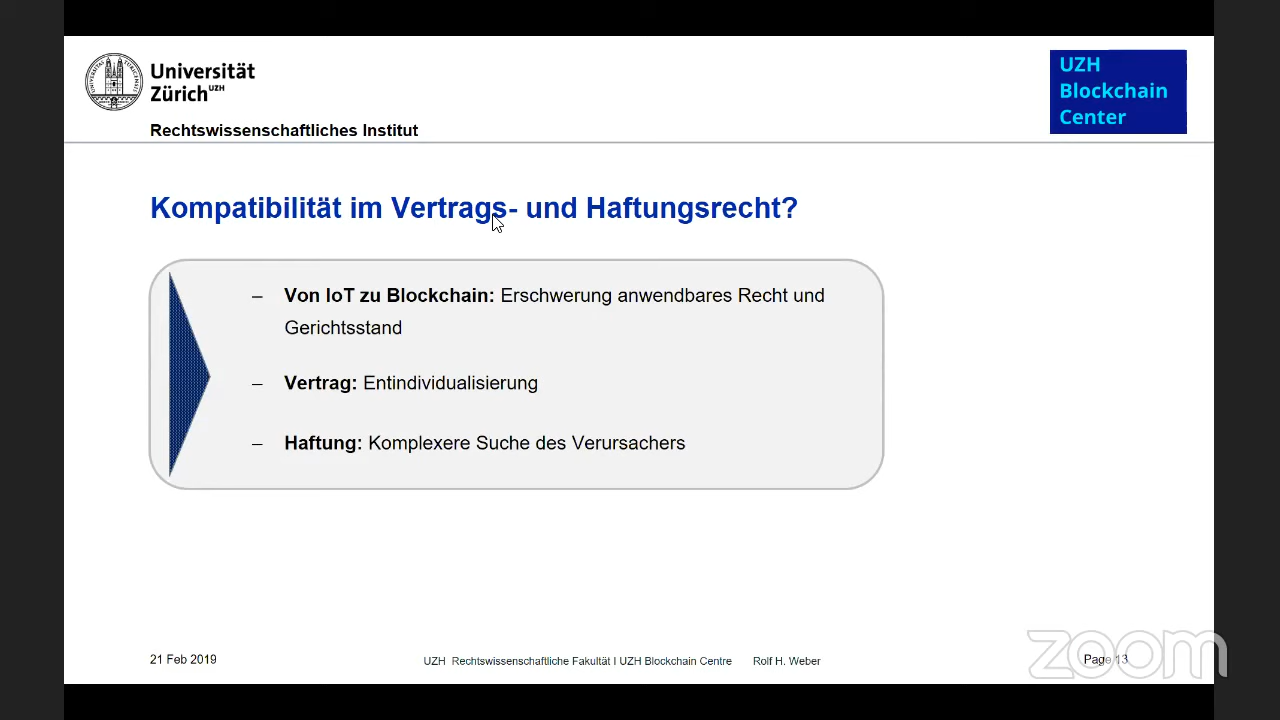 Universität
Zürich UZH
Rechtswissenschaftliches Institut
UZH
Blockchain
Center
Kompatibilität im Vertrags- und Haftungsrecht?
– Von IoT zu Blockchain: Erschwerung anwendbares Recht und
Gerichtsstand
– Vertrag: Entindividualisierung
– Haftung: Komplexere Suche des Verursachers
21 Feb 2019
UZH Rechtswissenschaftliche Fakultät I UZH Blockchain Centre Rolf H. Weber
Page 13
zoom